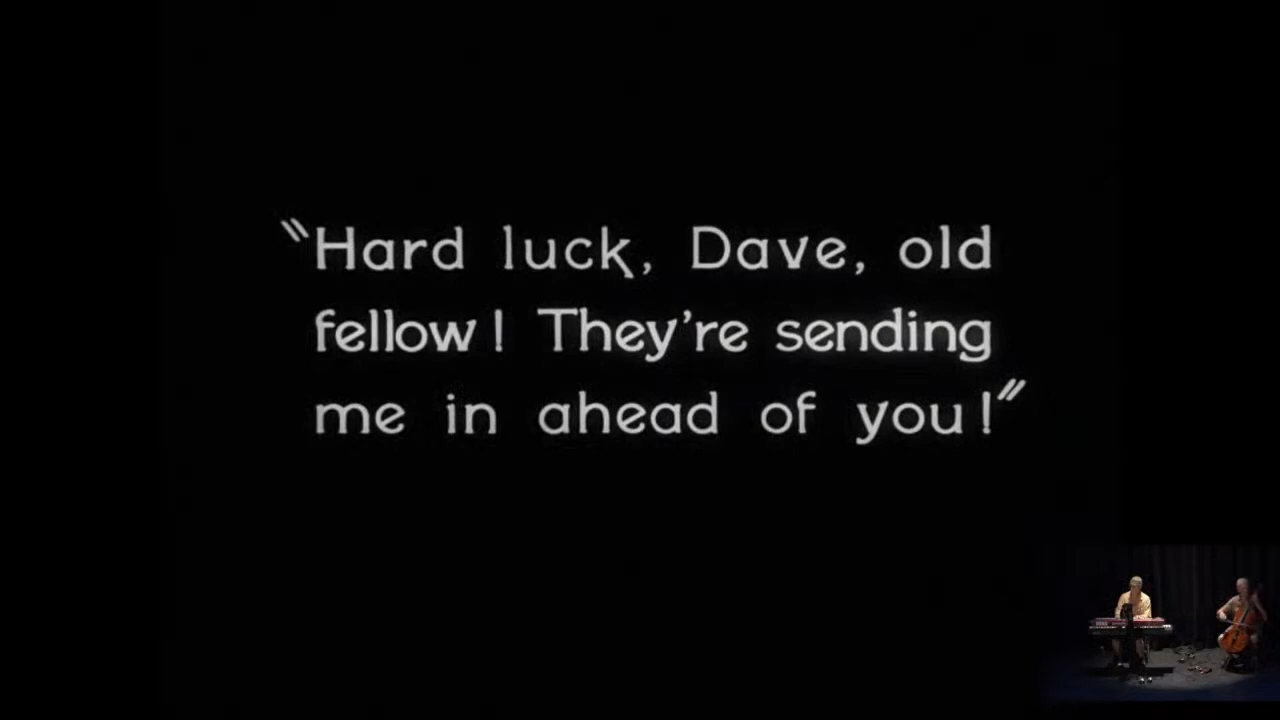 "Hard luck, Dave, old
fellow! They're sending
me in ahead of you!"